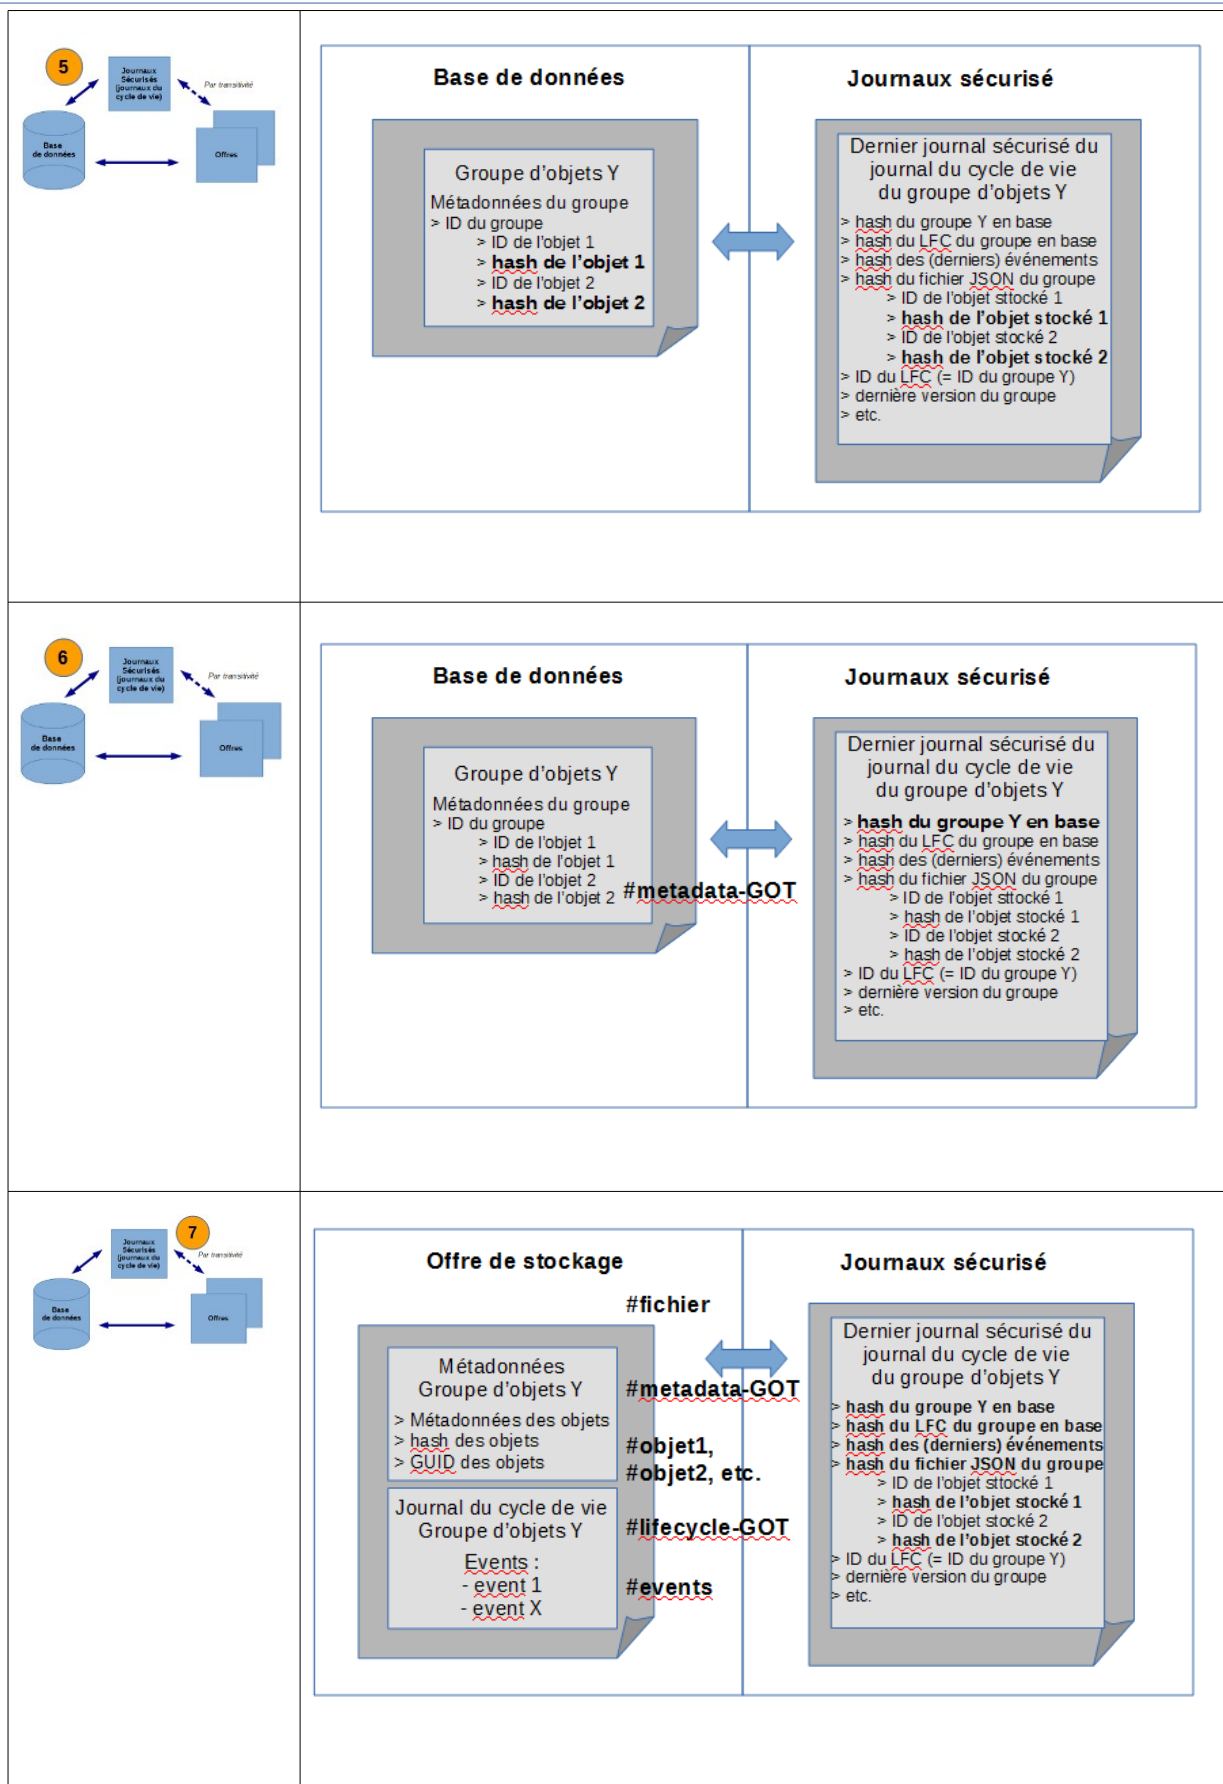 5
Journaux
Sécurisés
(journaux du
cycle de vie)
Par transitivité
Base
de données
Offres
Base de données
Journaux sécurisé
Groupe d'objets Y
Métadonnées du groupe
> ID du groupe
> ID de l'objet 1
> hash de l'objet 1
> ID de l'objet 2
> hash de l'objet 2
Dernier journal sécurisé du
journal du cycle de vie
du groupe d'objets Y
> hash du groupe Y en base
> hash du LFC du groupe en base
> hash des (derniers) événements
> hash du fichier JSON du groupe
> ID de l'objet sttocké 1
> hash de l'objet stocké 1
> ID de l'objet stocké 2
> hash de l'objet stocké 2
> ID du LFC (= ID du groupe Y)
> dernière version du groupe
> etc.
6
Journaux
Sécurisés
(journaux du
cycle de vie)
Par transitivité
Base
de données
Offres
Base de données
Journaux sécurisé
Groupe d'objets Y
Métadonnées du groupe
> ID du groupe
> ID de l'objet 1
> hash de l'objet 1
> ID de l'objet 2
> hash de l'objet 2
#metadata-GOT
Dernier journal sécurisé du
journal du cycle de vie
du groupe d'objets Y
> hash du groupe Y en base
> hash du LFC du groupe en base
> hash des (derniers) événements
> hash du fichier JSON du groupe
> ID de l'objet sttocké 1
> hash de l'objet stocké 1
> ID de l'objet stocké 2
> hash de l'objet stocké 2
> ID du LFC (= ID du groupe Y)
> dernière version du groupe
> etc.
7
Journaux
Sécurisés
(journaux du
cycle de vie)
Par transitivité
Base
de données
Offres
Offre de stockage
Journaux sécurisé
#fichier
Métadonnées
Groupe d'objets Y
> Métadonnées des objets
> hash des objets
> GUID des objets
#metadata-GOT
#objet1,
#objet2, etc.
Journal du cycle de vie
Groupe d'objets Y
Events :
- event 1
- event X
#lifecycle-GOT
#events
Dernier journal sécurisé du
journal du cycle de vie
du groupe d'objets Y
> hash du groupe Y en base
> hash du LFC du groupe en base
> hash des (derniers) événements
> hash du fichier JSON du groupe
> ID de l'objet sttocké 1
> hash de l'objet stocké 1
> ID de l'objet stocké 2
> hash de l'objet stocké 2
> ID du LFC (= ID du groupe Y)
> dernière version du groupe
> etc.